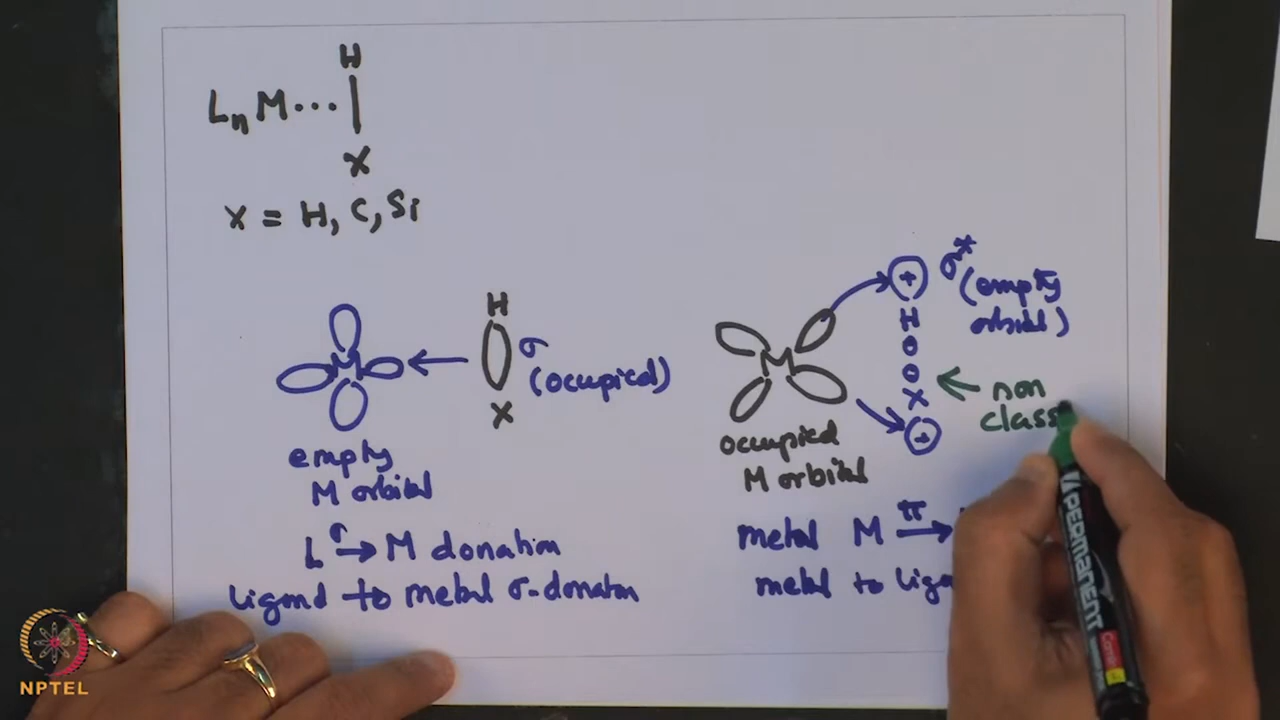 H
LnM...|
X
X = H, C, Si
H
M
σ
(occupied)
X
empty
M orbital
L σ→ M donation
ligand to metal σ-donation
σ*
(empty
orbital)
+
H
X
+
M
non
class
occupied
M orbital
metal M π→
metal to liga
PERMANENT
NPTEL